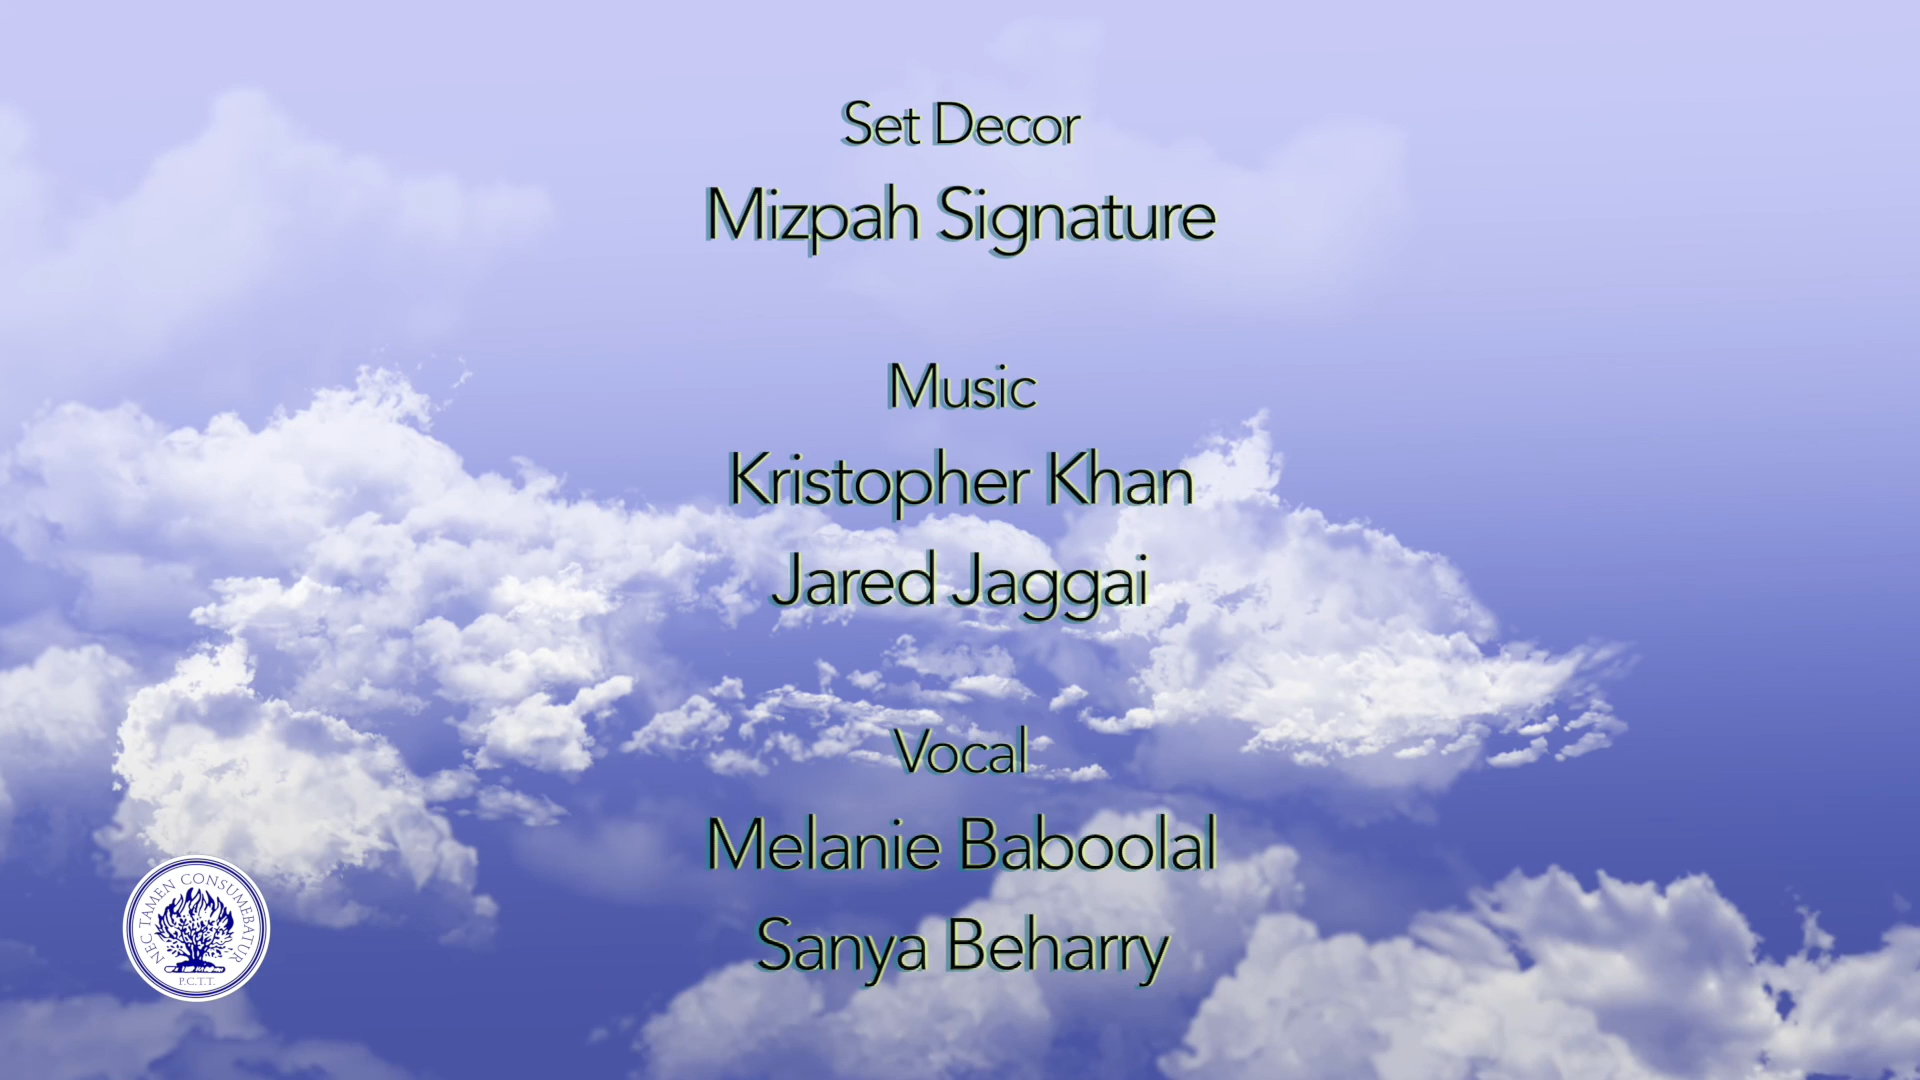 Set Decor
Mizpah Signature
Music
Kristopher Khan
Jared Jaggai
Vocal
Melanie Baboolal
Sanya Beharry
NEC TAMEN CONSUMEBATUR
P.C.T.T.